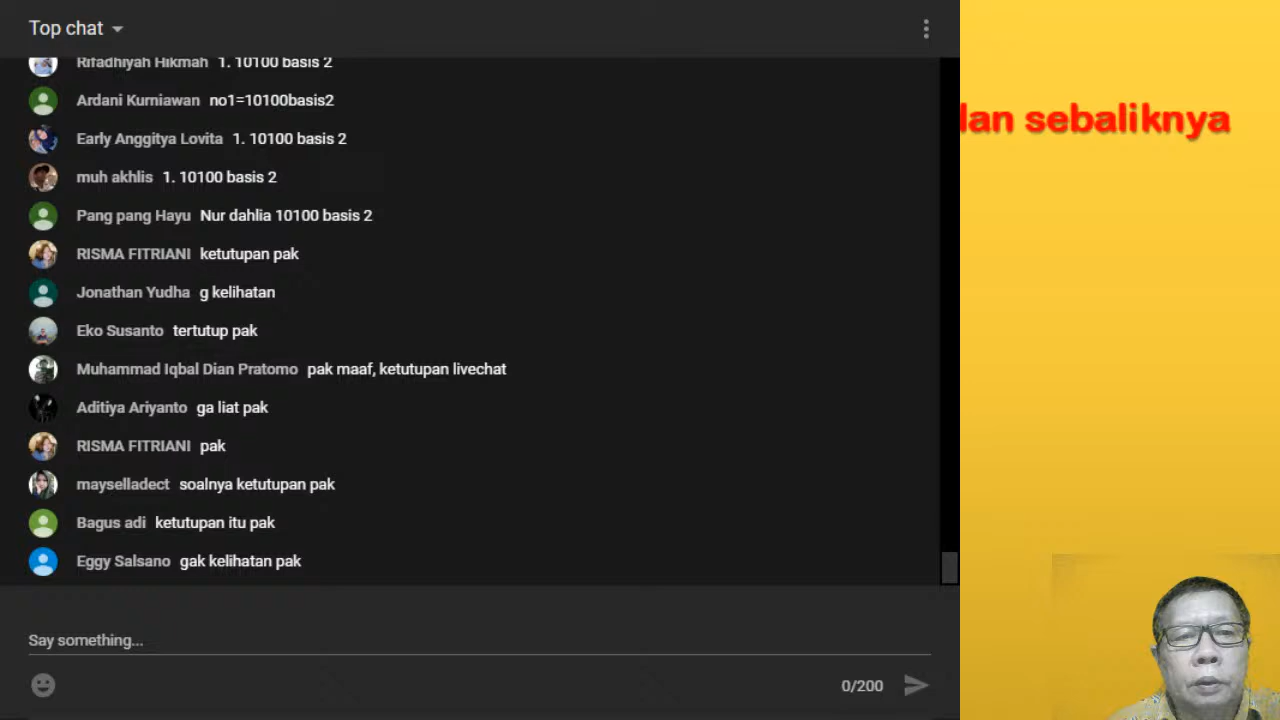 Top chat
Rifadhiyah Hikmah 1. 10100 basis 2
Ardani Kurniawan no1=10100basis2
Early Anggitya Lovita 1. 10100 basis 2
muh akhlis 1. 10100 basis 2
Pang pang Hayu Nur dahlia 10100 basis 2
RISMA FITRIANI ketutupan pak
Jonathan Yudha g kelihatan
Eko Susanto tertutup pak
Muhammad Iqbal Dian Pratomo pak maaf, ketutupan livechat
Aditiya Ariyanto ga liat pak
RISMA FITRIANI pak
mayselladect soalnya ketutupan pak
Bagus adi ketutupan itu pak
Eggy Salsano gak kelihatan pak
Say something...
0/200
dan sebaliknya